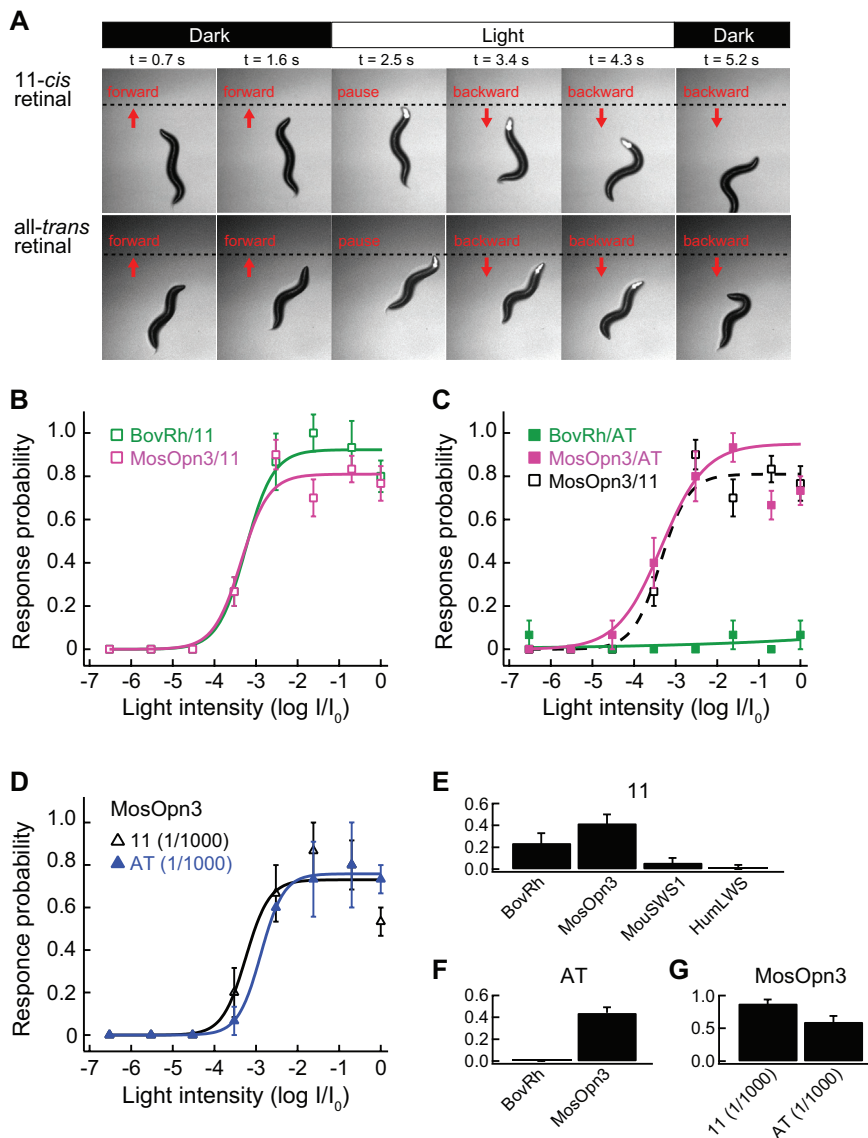 A
Dark Light Dark
t = 0.7 s t = 1.6 s t = 2.5 s t = 3.4 s t = 4.3 s t = 5.2 s
11-cis
retinal
forward forward pause backward backward backward
all-trans
retinal
forward forward pause backward backward backward
B
Response probability
1.0
0.8
0.6
0.4
0.2
0
BovRh/11
MosOpn3/11
-7 -6 -5 -4 -3 -2 -1 0
Light intensity (log I/I0)
C
Response probability
1.0
0.8
0.6
0.4
0.2
0
BovRh/AT
MosOpn3/AT
MosOpn3/11
-7 -6 -5 -4 -3 -2 -1 0
Light intensity (log I/I0)
D
Responce probability
1.0
0.8
0.6
0.4
0.2
0
MosOpn3
11 (1/1000)
AT (1/1000)
-7 -6 -5 -4 -3 -2 -1 0
Light intensity (log I/I0)
E
11
0.6
0.4
0.2
0.0
BovRh
MosOpn3
MouSWS1
HumLWS
F
AT
0.6
0.4
0.2
0.0
BovRh
MosOpn3
G
MosOpn3
1.0
0.5
0.0
11 (1/1000)
AT (1/1000)